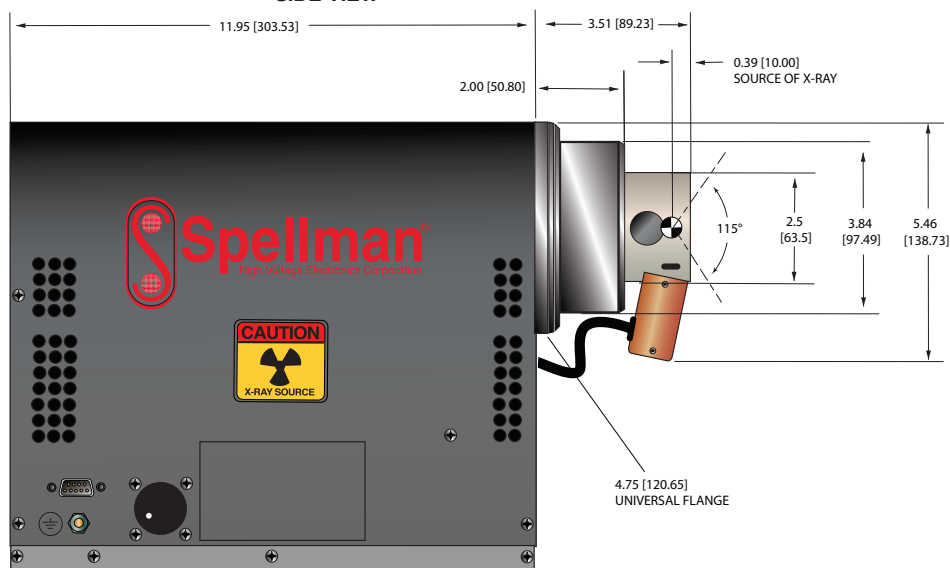 11.95 [303.53]
3.51 [89.23]
0.39 [10.00]
SOURCE OF X-RAY
2.00 [50.80]
115°
2.5
[63.5]
3.84
[97.49]
5.46
[138.73]
Spellman®
High Voltage Electronics Corporation
CAUTION
X-RAY SOURCE
4.75 [120.65]
UNIVERSAL FLANGE